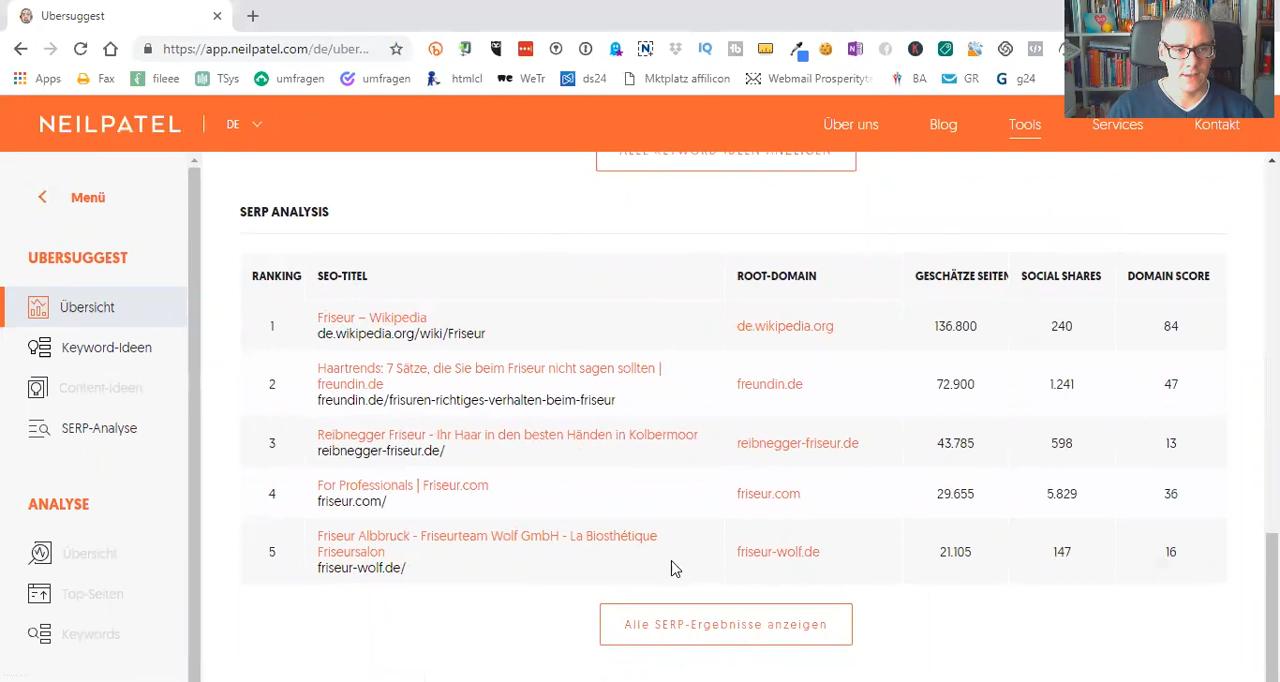 Ubersuggest
https://app.neilpatel.com/de/uber...
Apps Fax fileee TSys umfragen umfragen htmlcl WeTr ds24 Mktplatz affilicon Webmail Prosperityte BA GR g24
NEILPATEL DE Über uns Blog Tools Services Kontakt
Menü
UBERSUGGEST
Übersicht
Keyword-Ideen
Content-Ideen
SERP-Analyse
ANALYSE
Übersicht
Top-Seiten
Keywords
ALLE KEYWORD IDEEN ANZEIGEN
SERP ANALYSIS
RANKING SEO-TITEL ROOT-DOMAIN GESCHÄTZE SEITEN SOCIAL SHARES DOMAIN SCORE
1 Friseur – Wikipedia de.wikipedia.org 136.800 240 84
de.wikipedia.org/wiki/Friseur
2 Haartrends: 7 Sätze, die Sie beim Friseur nicht sagen sollten | freundin.de 72.900 1.241 47
freundin.de
freundin.de/frisuren-richtiges-verhalten-beim-friseur
3 Reibnegger Friseur - Ihr Haar in den besten Händen in Kolbermoor reibnegger-friseur.de 43.785 598 13
reibnegger-friseur.de/
4 For Professionals | Friseur.com friseur.com 29.655 5.829 36
friseur.com/
5 Friseur Albbruck - Friseurteam Wolf GmbH - La Biosthétique friseur-wolf.de 21.105 147 16
Friseursalon
friseur-wolf.de/
Alle SERP-Ergebnisse anzeigen